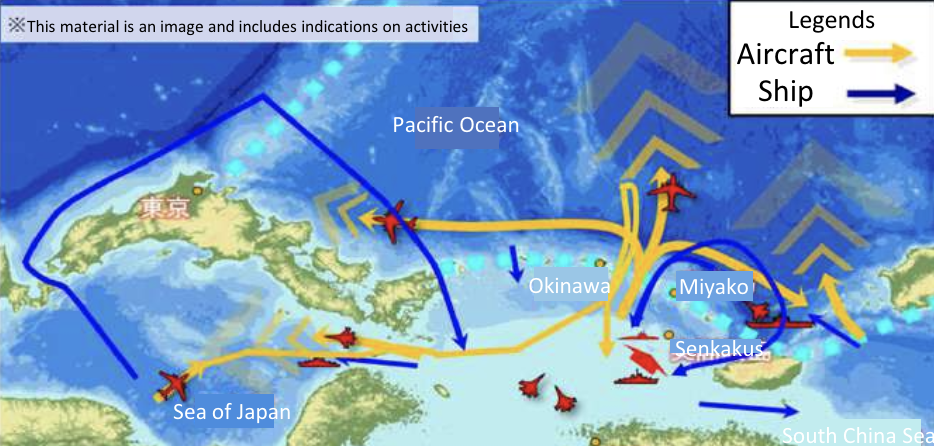 ※This material is an image and includes indications on activities
Legends
Aircraft
Ship
Pacific Ocean
東京
Okinawa
Miyako
Senkakus
Sea of Japan
South China Sea